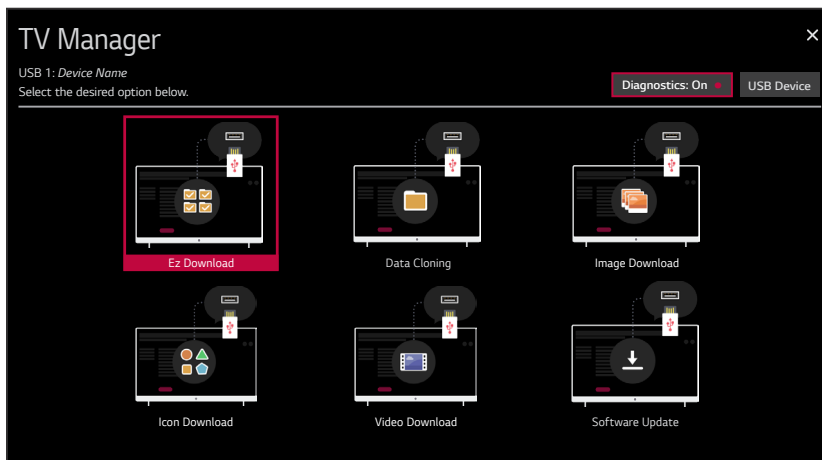 TV Manager
USB 1: Device Name
Select the desired option below.
Diagnostics: On
USB Device
Ez Download
Data Cloning
Image Download
Icon Download
Video Download
Software Update